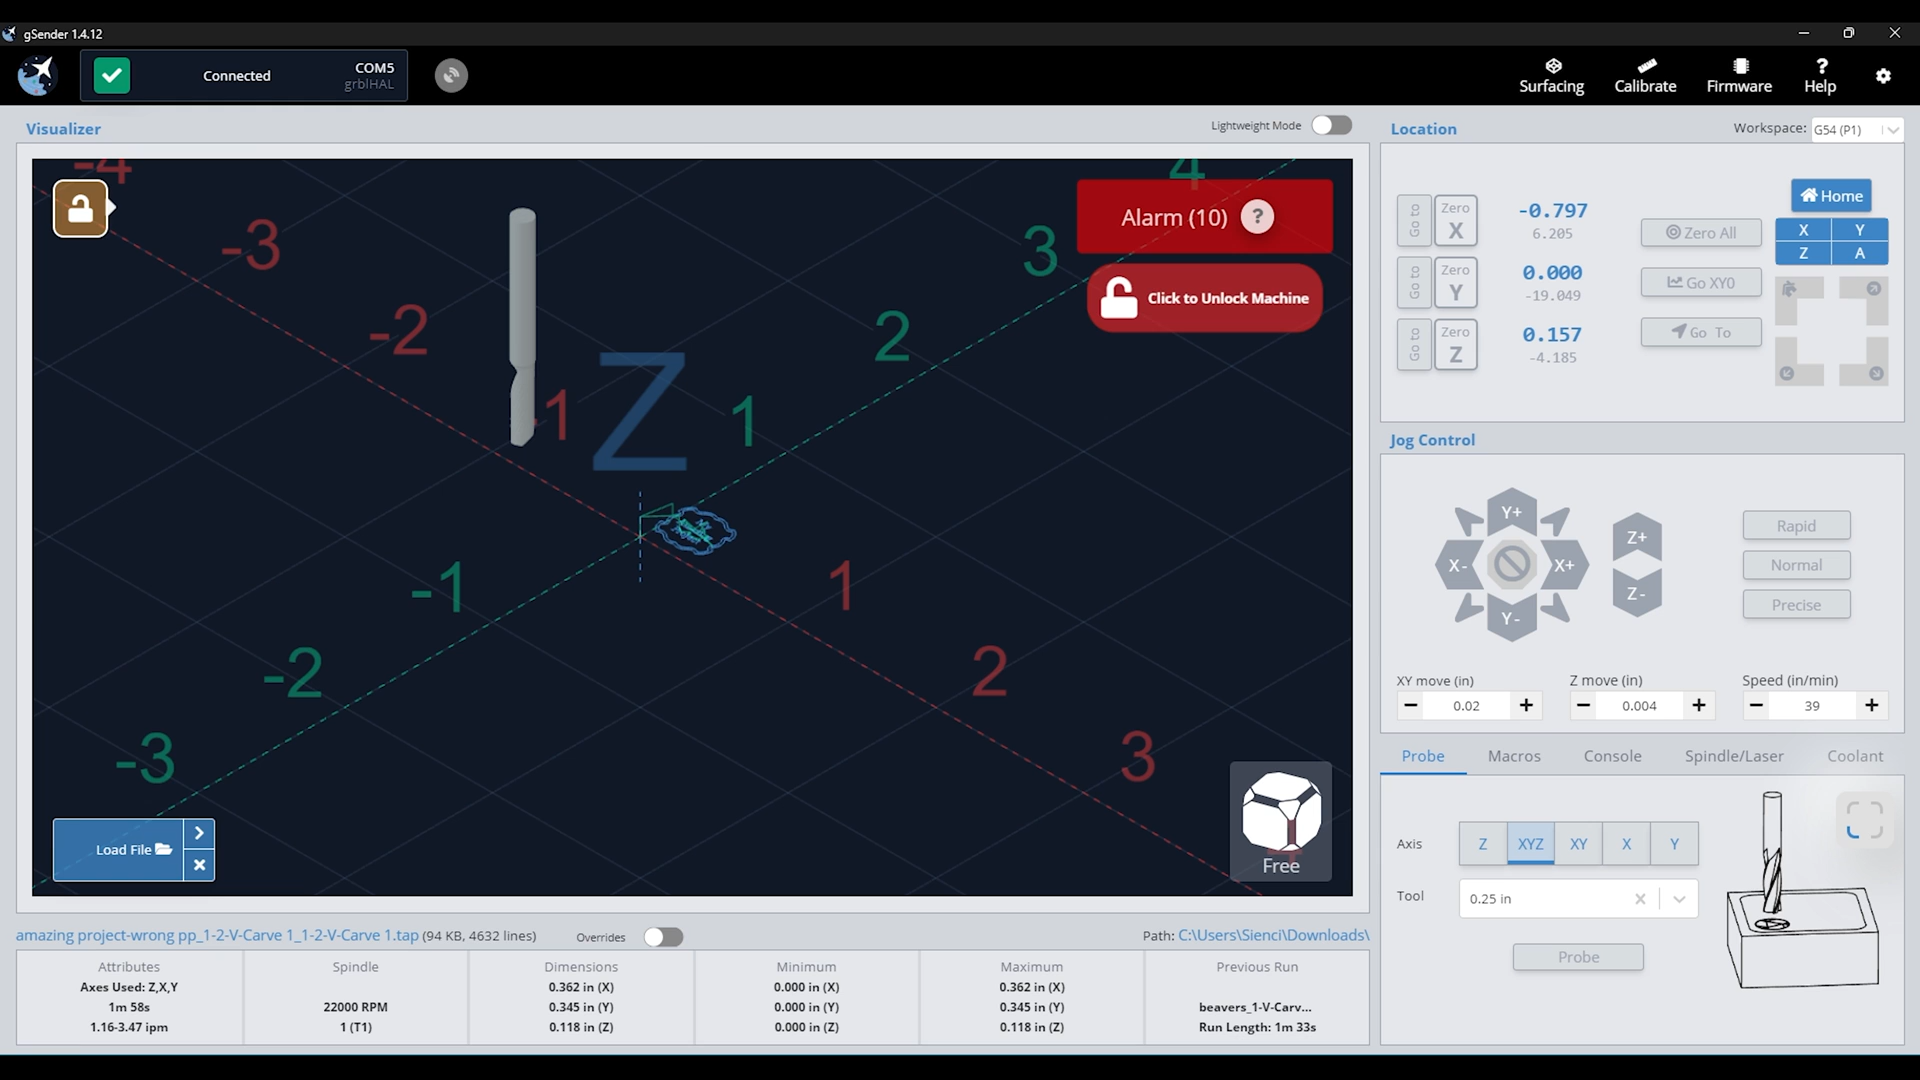 gSender 1.4.12
Connected
COM5
grblHAL
Surfacing
Calibrate
Firmware
Help
Visualizer
Lightweight Mode
-4
-3
-2
-1
1
2
3
4
3
2
1
-1
-2
-3
Z
Alarm (10) ?
Click to Unlock Machine
Load File
Free
amazing project-wrong pp_1-2-V-Carve 1_1-2-V-Carve 1.tap (94 KB, 4632 lines)
Overrides
Path: C:\Users\Sienci\Downloads\
Attributes
Axes Used: Z,X,Y
1m 58s
1.16-3.47 ipm
Spindle
22000 RPM
1 (T1)
Dimensions
0.362 in (X)
0.345 in (Y)
0.118 in (Z)
Minimum
0.000 in (X)
0.000 in (Y)
0.000 in (Z)
Maximum
0.362 in (X)
0.345 in (Y)
0.118 in (Z)
Previous Run
beavers_1-V-Carv...
Run Length: 1m 33s
Location
Workspace: G54 (P1)
Go to
Zero
X
-0.797
6.205
Go to
Zero
Y
0.000
-19.049
Go to
Zero
Z
0.157
-4.185
Zero All
Go XY0
Go To
Home
X Y
Z A
Jog Control
Y+
X-
X+
Y-
Z+
Z-
Rapid
Normal
Precise
XY move (in)
0.02
Z move (in)
0.004
Speed (in/min)
39
Probe
Macros
Console
Spindle/Laser
Coolant
Axis
Z XYZ XY X Y
Tool
0.25 in
Probe